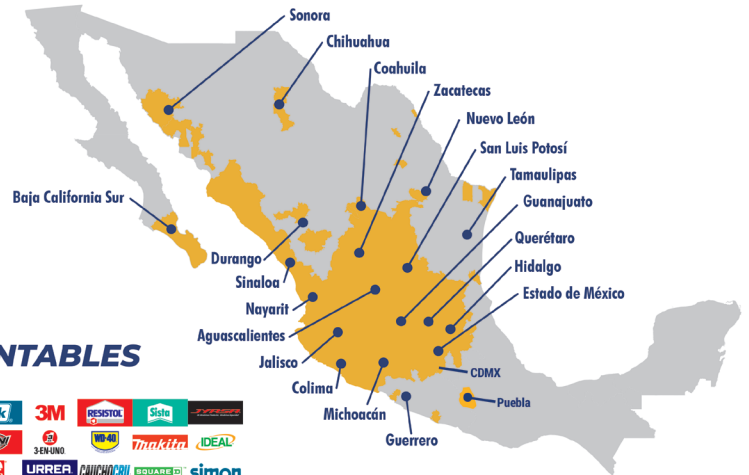 Sonora
Chihuahua
Coahuila
Zacatecas
Nuevo León
San Luis Potosí
Tamaulipas
Guanajuato
Querétaro
Hidalgo
Estado de México
Baja California Sur
Durango
Sinaloa
Nayarit
Aguascalientes
Jalisco
Colima
Michoacán
Guerrero
CDMX
Puebla
NTABLES
3M RESISTOL Sista
3-EN-UNO WD-40 makita IDEAL
URREA CAUCHOCRIL SQUARE D simon